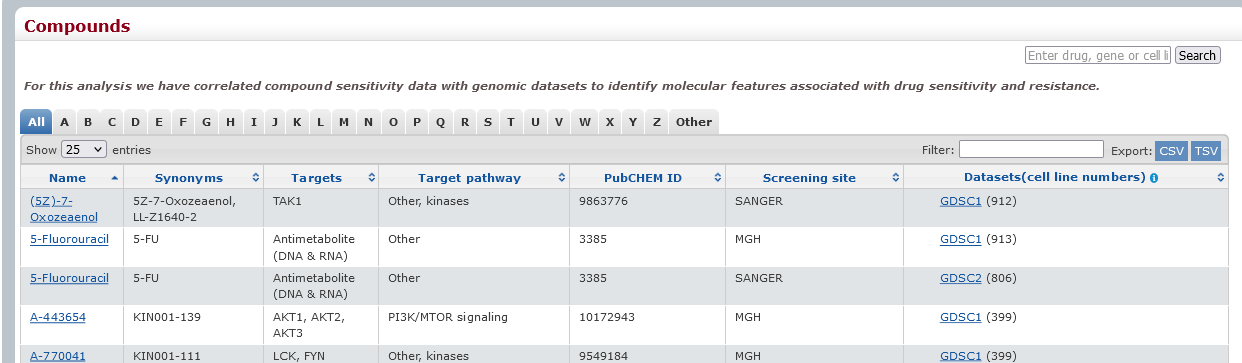 Compounds
Enter drug, gene or cell li Search
For this analysis we have correlated compound sensitivity data with genomic datasets to identify molecular features associated with drug sensitivity and resistance.
All A B C D E F G H I J K L M N O P Q R S T U V W X Y Z Other
Show 25 entries Filter: Export: CSV TSV
Name Synonyms Targets Target pathway PubCHEM ID Screening site Datasets(cell line numbers) i
(5Z)-7- 5Z-7-Oxozeaenol, TAK1 Other, kinases 9863776 SANGER GDSC1 (912)
Oxozeaenol LL-Z1640-2
5-Fluorouracil 5-FU Antimetabolite Other 3385 MGH GDSC1 (913)
(DNA & RNA)
5-Fluorouracil 5-FU Antimetabolite Other 3385 SANGER GDSC2 (806)
(DNA & RNA)
A-443654 KIN001-139 AKT1, AKT2, PI3K/MTOR signaling 10172943 MGH GDSC1 (399)
AKT3
A-770041 KIN001-111 LCK, FYN Other, kinases 9549184 MGH GDSC1 (399)